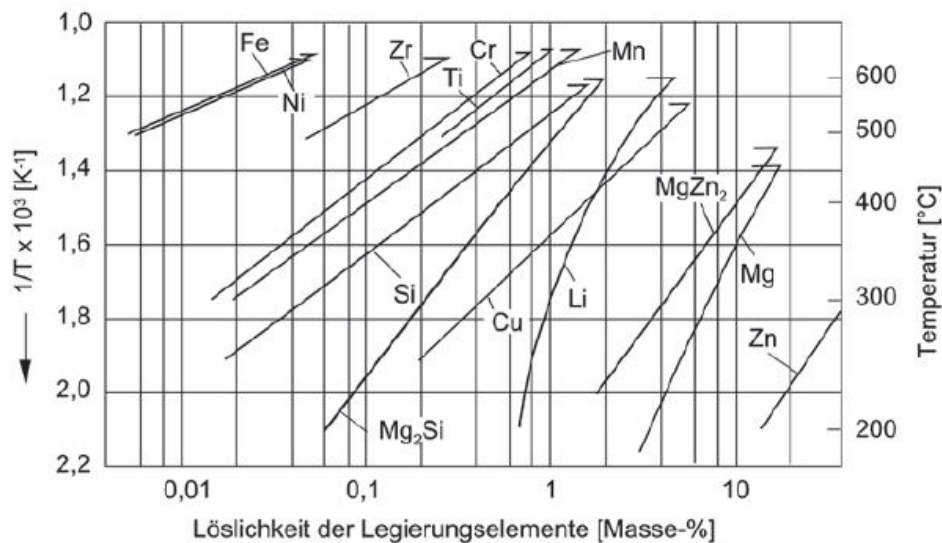 1,0
1,2
1,4
1,6
1,8
2,0
2,2
1/T x 10³ [K⁻¹]
Fe
Ni
Zr
Cr
Ti
Mn
Si
Mg₂Si
Cu
Li
MgZn₂
Mg
Zn
600
500
400
300
200
Temperatur [°C]
0,01 0,1 1 10
Löslichkeit der Legierungselemente [Masse-%]